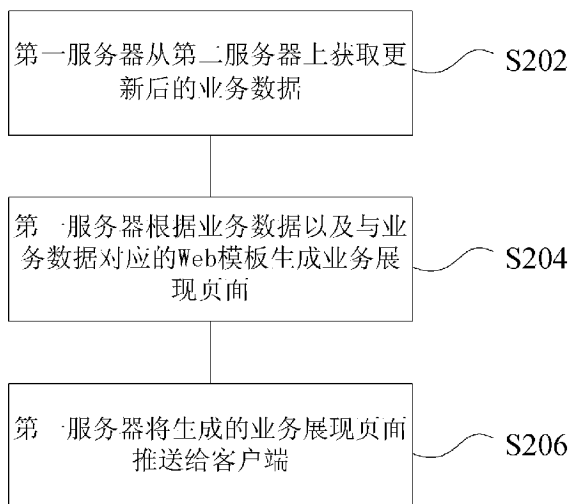 第一服务器从第二服务器上获取更
新后的业务数据
S202
第一服务器根据业务数据以及与业
务数据对应的Web模板生成业务展
现页面
S204
第一服务器将生成的业务展现页面
推送给客户端
S206